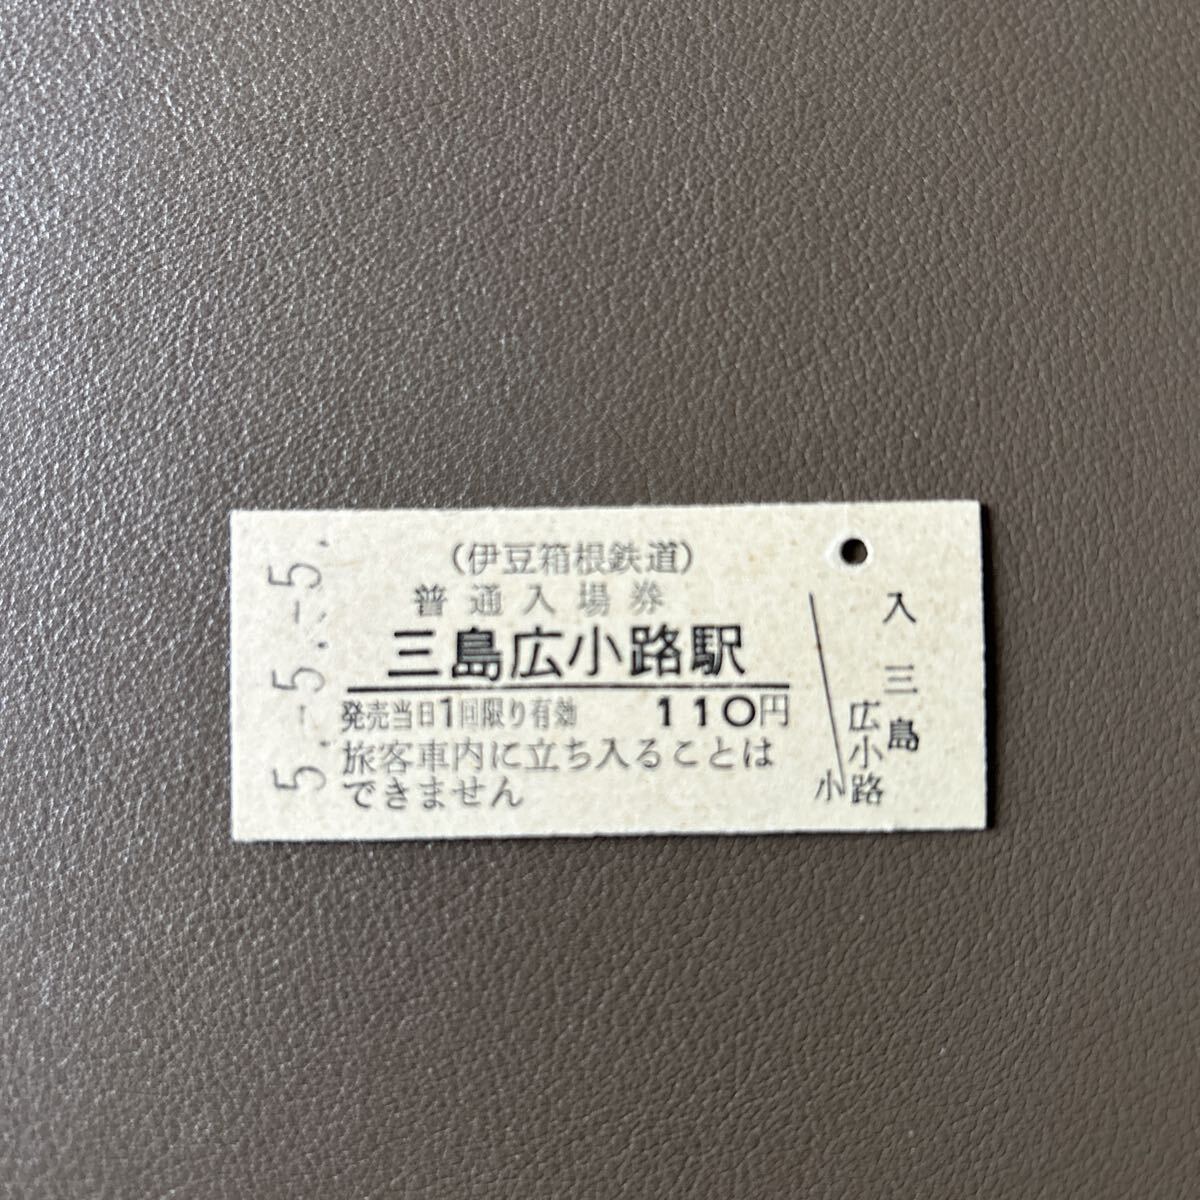 5.-5.-5.
(伊豆箱根鉄道)
普通入場券
三島広小路駅
発売当日1回限り有効 110円
旅客車内に立ち入ることは
できません
入
三島
広小路
小